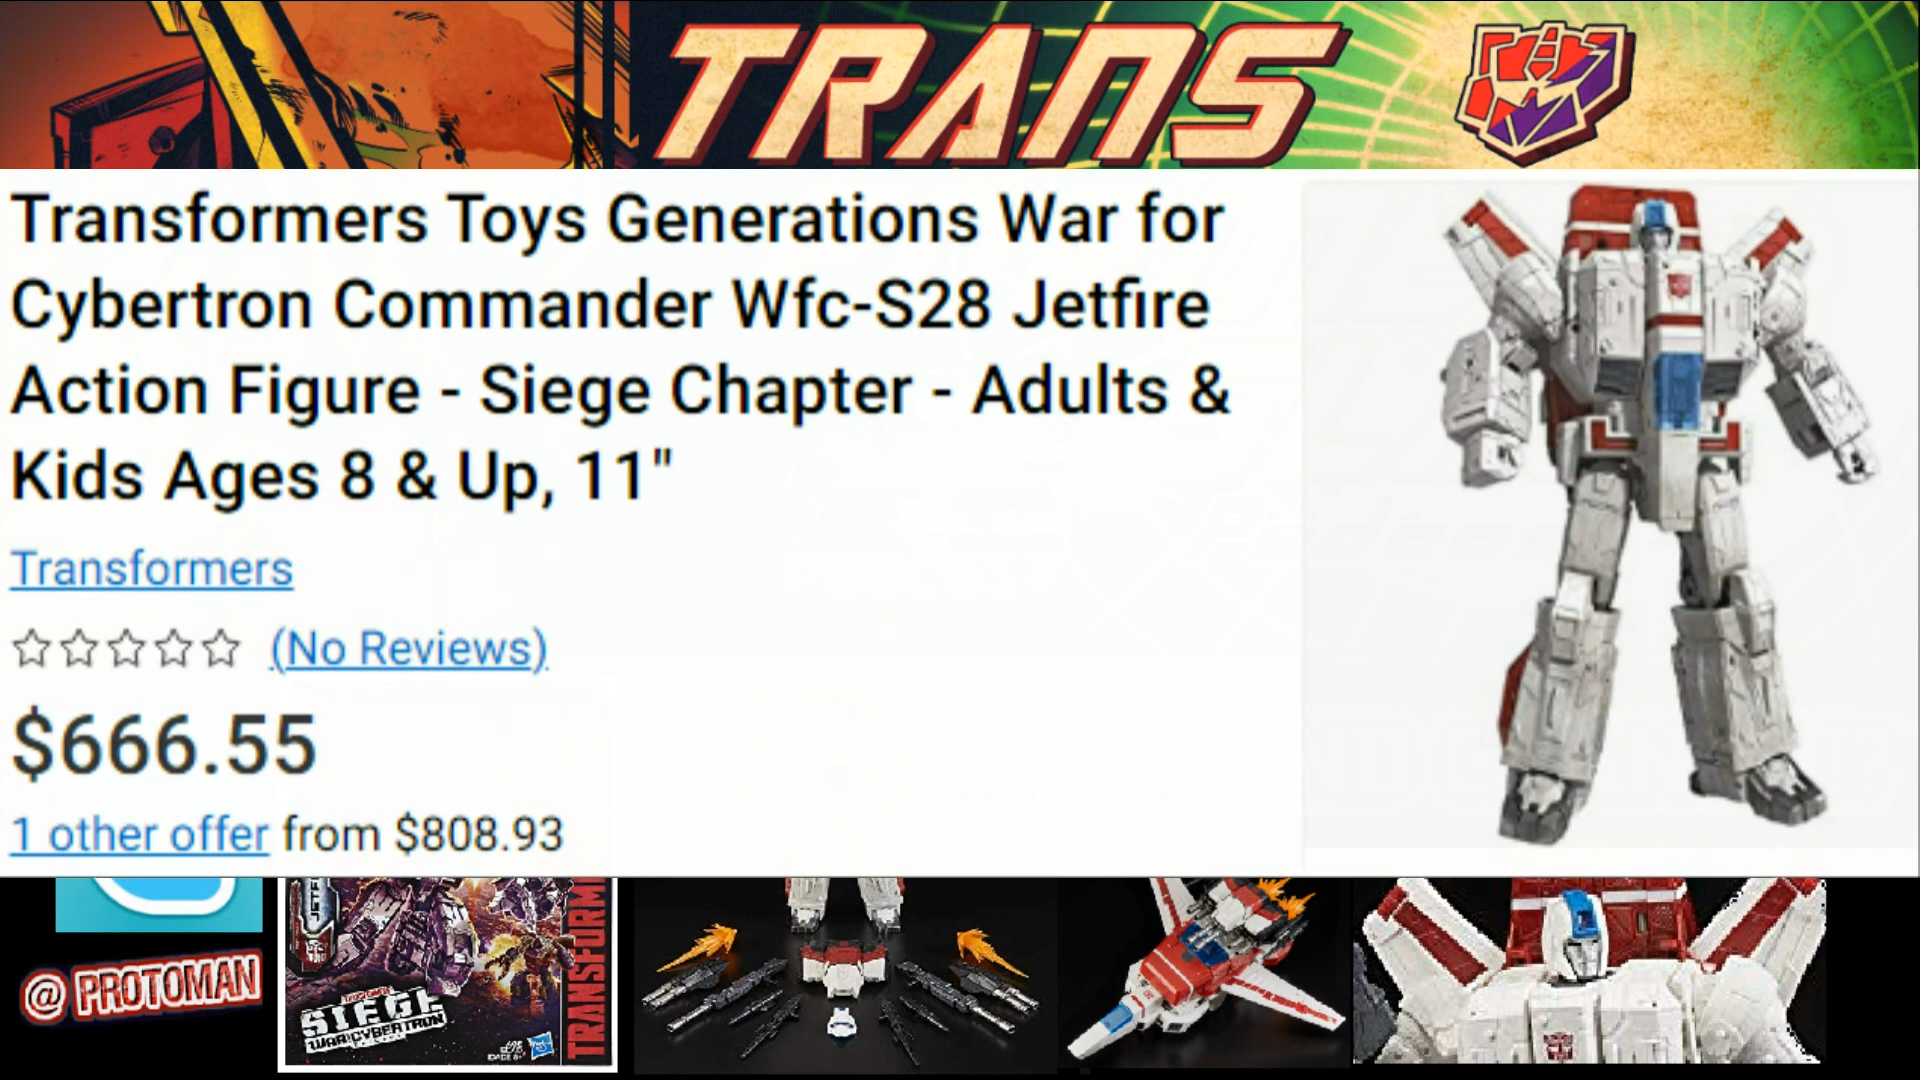 TRANS
Transformers Toys Generations War for
Cybertron Commander Wfc-S28 Jetfire
Action Figure - Siege Chapter - Adults &
Kids Ages 8 & Up, 11"
Transformers
(No Reviews)
$666.55
1 other offer from $808.93
@ PROTOMAN
SIEGE
WAR FOR CYBERTRON